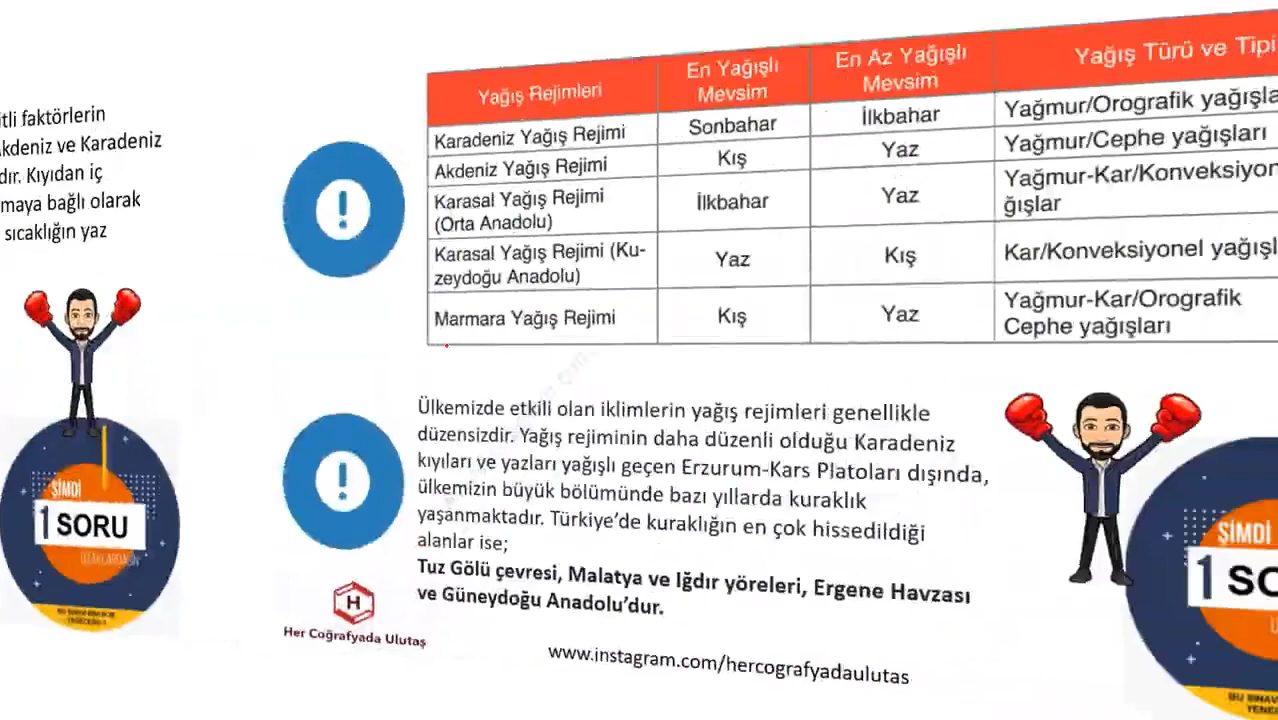 itli faktörlerin
Akdeniz ve Karadeniz
dır. Kıyıdan iç
maya bağlı olarak
sıcaklığın yaz
ŞİMDİ
1 SORU
UZAKLARDASIN
Yağış Rejimleri
En Yağışlı
Mevsim
En Az Yağışlı
Mevsim
Yağış Türü ve Tipi
Karadeniz Yağış Rejimi
Sonbahar
İlkbahar
Yağmur/Orografik yağışla
Akdeniz Yağış Rejimi
Kış
Yaz
Yağmur/Cephe yağışları
Karasal Yağış Rejimi
(Orta Anadolu)
İlkbahar
Yaz
Yağmur-Kar/Konveksiyon
ğışlar
Karasal Yağış Rejimi (Ku-
zeydoğu Anadolu)
Yaz
Kış
Kar/Konveksiyonel yağışl
Marmara Yağış Rejimi
Kış
Yaz
Yağmur-Kar/Orografik
Cephe yağışları
Ülkemizde etkili olan iklimlerin yağış rejimleri genellikle
düzensizdir. Yağış rejiminin daha düzenli olduğu Karadeniz
kıyıları ve yazları yağışlı geçen Erzurum-Kars Platoları dışında,
ülkemizin büyük bölümünde bazı yıllarda kuraklık
yaşanmaktadır. Türkiye'de kuraklığın en çok hissedildiği
alanlar ise;
Tuz Gölü çevresi, Malatya ve Iğdır yöreleri, Ergene Havzası
ve Güneydoğu Anadolu'dur.
H
Her Coğrafyada Ulutaş
www.instagram.com/hercografyadaulutas
ŞİMDİ
1 SO
BU SINAV
YENE